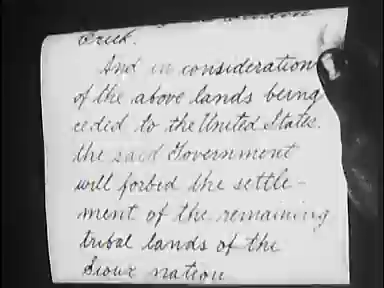 Creek.
And in consideration
of the above lands being
ceded to the United States.
the said Government
will forbid the settle-
ment of the remaining
tribal lands of the
Sioux nation